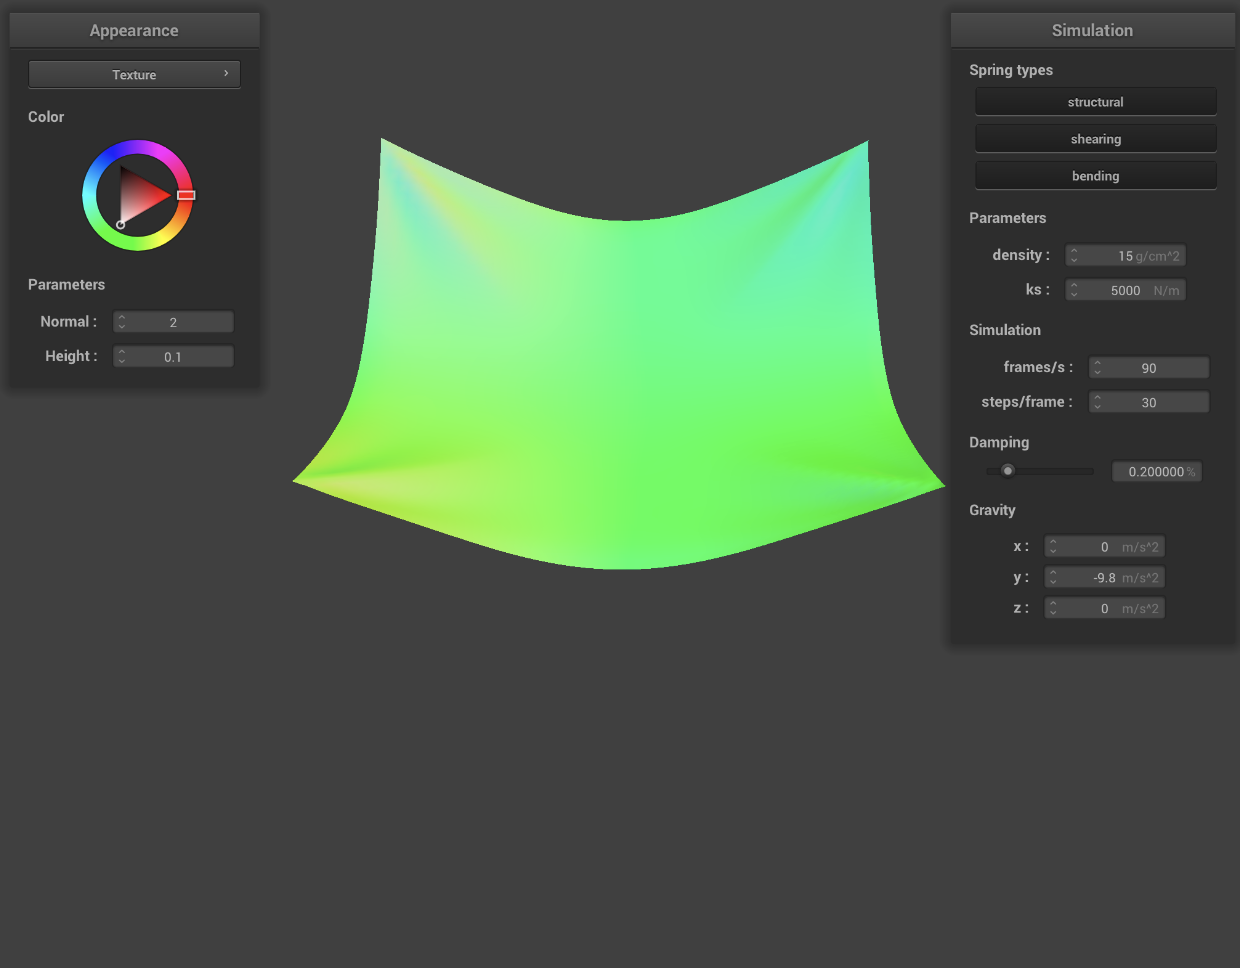 Appearance
Texture
Color
Parameters
Normal : 2
Height : 0.1
Simulation
Spring types
structural
shearing
bending
Parameters
density : 15 g/cm^2
ks : 5000 N/m
Simulation
frames/s : 90
steps/frame : 30
Damping
0.200000 %
Gravity
x : 0 m/s^2
y : -9.8 m/s^2
z : 0 m/s^2